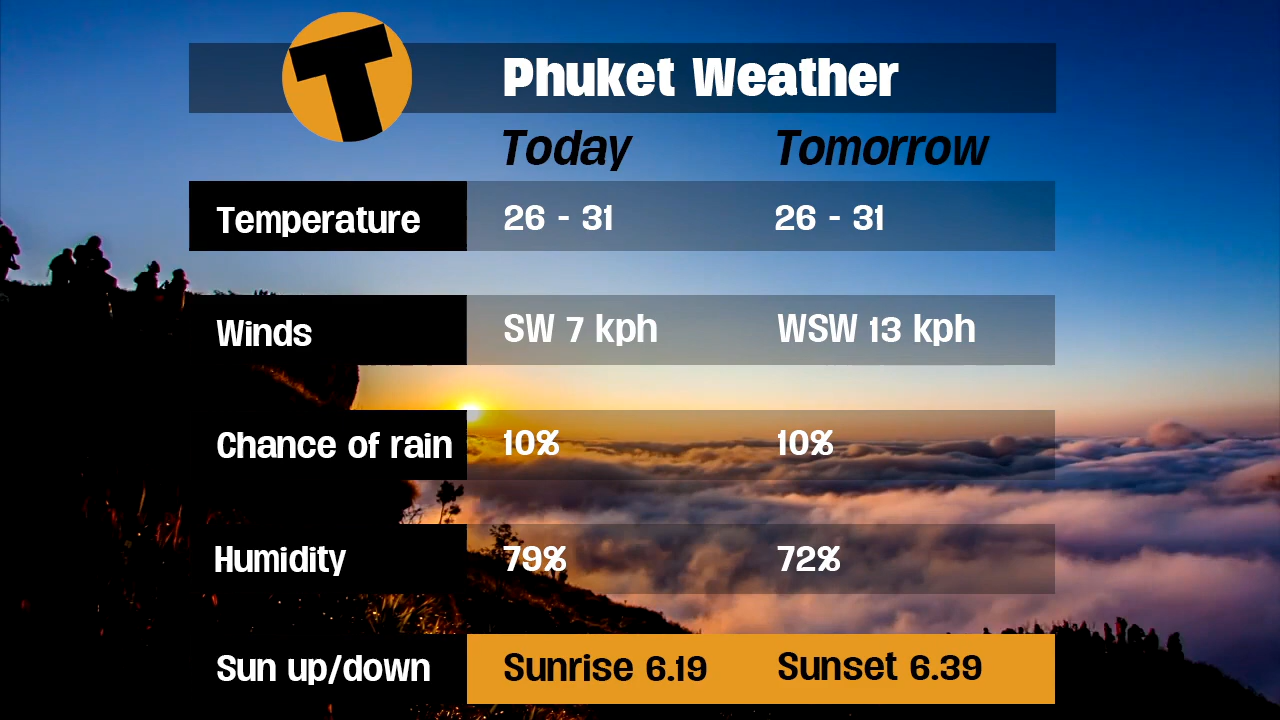 T
Phuket Weather
Today Tomorrow
Temperature 26 - 31 26 - 31
Winds SW 7 kph WSW 13 kph
Chance of rain 10% 10%
Humidity 79% 72%
Sun up/down Sunrise 6.19 Sunset 6.39